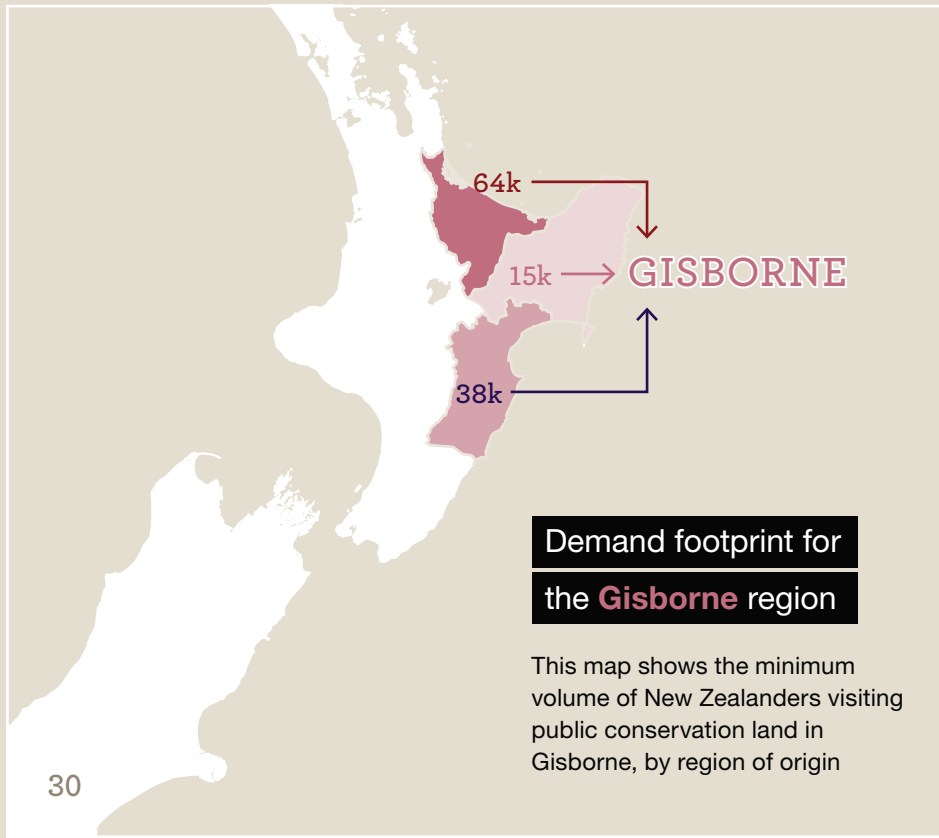 64k
15k
GISBORNE
38k
Demand footprint for
the Gisborne region
This map shows the minimum
volume of New Zealanders visiting
public conservation land in
Gisborne, by region of origin
30